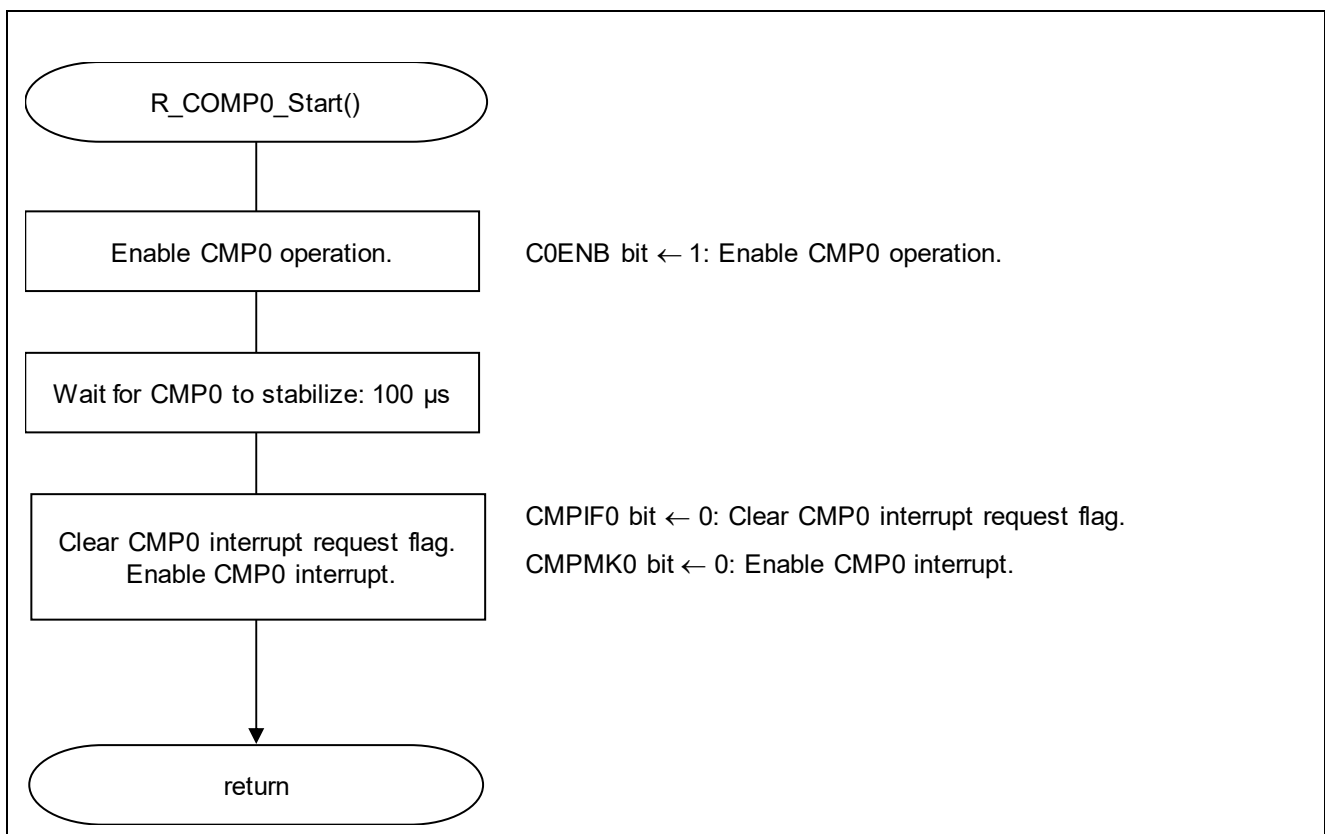 R_COMP0_Start()
Enable CMP0 operation.
C0ENB bit ← 1: Enable CMP0 operation.
Wait for CMP0 to stabilize: 100 µs
Clear CMP0 interrupt request flag.
Enable CMP0 interrupt.
CMPIF0 bit ← 0: Clear CMP0 interrupt request flag.
CMPMK0 bit ← 0: Enable CMP0 interrupt.
return